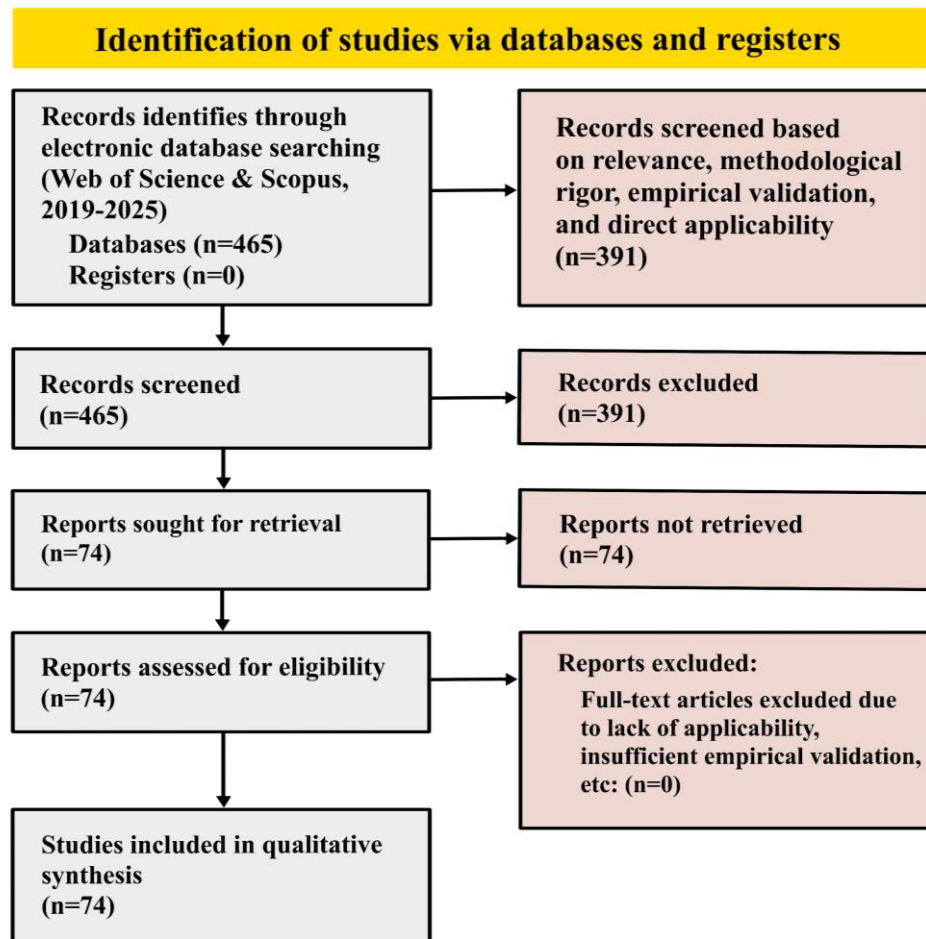 Identification of studies via databases and registers
Records identifies through
electronic database searching
(Web of Science & Scopus,
2019-2025)
Databases (n=465)
Registers (n=0)
Records screened based
on relevance, methodological
rigor, empirical validation,
and direct applicability
(n=391)
Records screened
(n=465)
Records excluded
(n=391)
Reports sought for retrieval
(n=74)
Reports not retrieved
(n=74)
Reports assessed for eligibility
(n=74)
Reports excluded:
Full-text articles excluded due
to lack of applicability,
insufficient empirical validation,
etc: (n=0)
Studies included in qualitative
synthesis
(n=74)